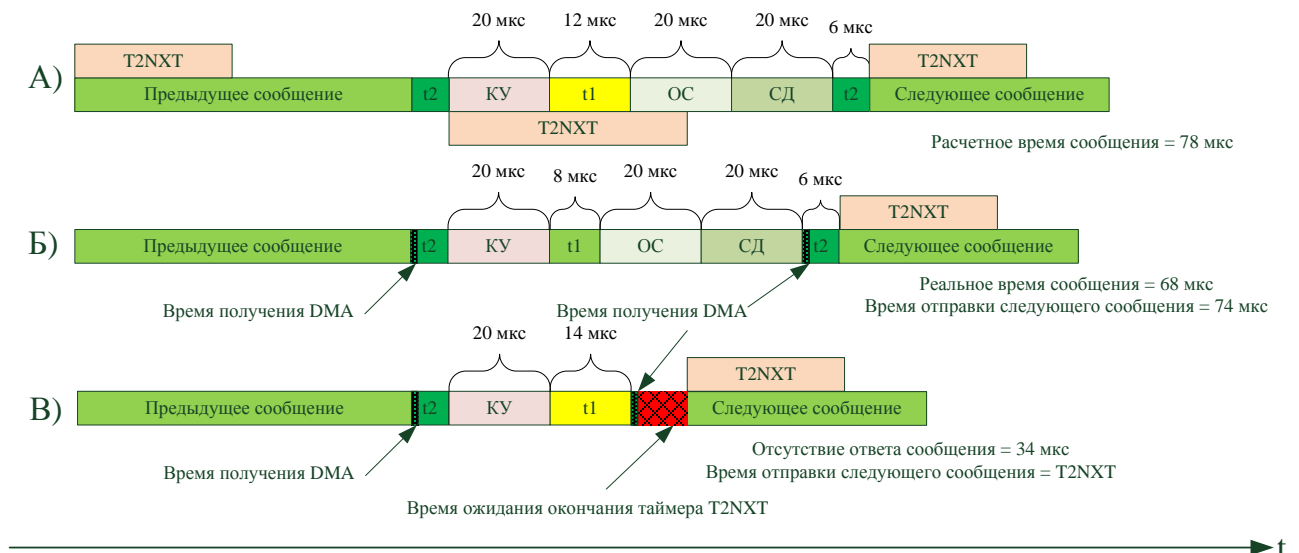 20 мкс 12 мкс 20 мкс 20 мкс 6 мкс
T2NXT T2NXT
А) Предыдущее сообщение t2 КУ t1 ОС СД t2 Следующее сообщение
T2NXT
Расчетное время сообщения = 78 мкс
20 мкс 8 мкс 20 мкс 20 мкс 6 мкс
T2NXT
Б) Предыдущее сообщение t2 КУ t1 ОС СД t2 Следующее сообщение
Реальное время сообщения = 68 мкс
Время отправки следующего сообщения = 74 мкс
Время получения DMA Время получения DMA
20 мкс 14 мкс
T2NXT
В) Предыдущее сообщение t2 КУ t1 Следующее сообщение
Отсутствие ответа сообщения = 34 мкс
Время отправки следующего сообщения = T2NXT
Время получения DMA
Время ожидания окончания таймера T2NXT
t